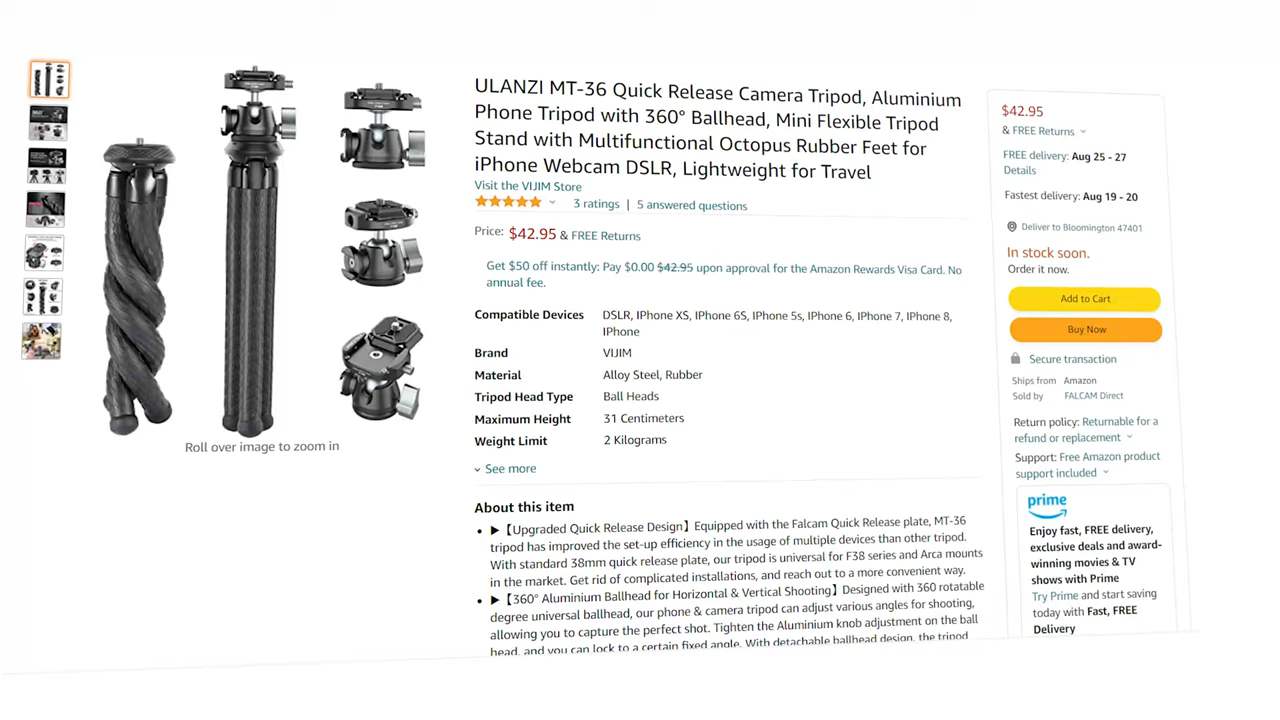 ULANZI MT-36 Quick Release Camera Tripod, Aluminium
Phone Tripod with 360° Ballhead, Mini Flexible Tripod
Stand with Multifunctional Octopus Rubber Feet for
iPhone Webcam DSLR, Lightweight for Travel
Visit the VIJIM Store
3 ratings | 5 answered questions
Price: $42.95 & FREE Returns
Get $50 off instantly: Pay $0.00 $42.95 upon approval for the Amazon Rewards Visa Card. No
annual fee.
Compatible Devices DSLR, IPhone XS, IPhone 6S, IPhone 5s, IPhone 6, IPhone 7, IPhone 8,
IPhone
Brand VIJIM
Material Alloy Steel, Rubber
Tripod Head Type Ball Heads
Maximum Height 31 Centimeters
Weight Limit 2 Kilograms
See more
About this item
• ▶【Upgraded Quick Release Design】Equipped with the Falcam Quick Release plate, MT-36
tripod has improved the set-up efficiency in the usage of multiple devices than other tripod.
With standard 38mm quick release plate, our tripod is universal for F38 series and Arca mounts
in the market. Get rid of complicated installations, and reach out to a more convenient way.
• ▶【360° Aluminium Ballhead for Horizontal & Vertical Shooting】Designed with 360 rotatable
degree universal ballhead, our phone & camera tripod can adjust various angles for shooting,
allowing you to capture the perfect shot. Tighten the Aluminium knob adjustment on the ball
head, and you can lock to a certain fixed angle. With detachable ballhead design, the tripod
Roll over image to zoom in
$42.95
& FREE Returns
FREE delivery: Aug 25 - 27
Details
Fastest delivery: Aug 19 - 20
Deliver to Bloomington 47401
In stock soon.
Order it now.
Add to Cart
Buy Now
Secure transaction
Ships from Amazon
Sold by FALCAM Direct
Return policy: Returnable for a
refund or replacement
Support: Free Amazon product
support included
prime
Enjoy fast, FREE delivery,
exclusive deals and award-
winning movies & TV
shows with Prime
Try Prime and start saving
today with Fast, FREE
Delivery